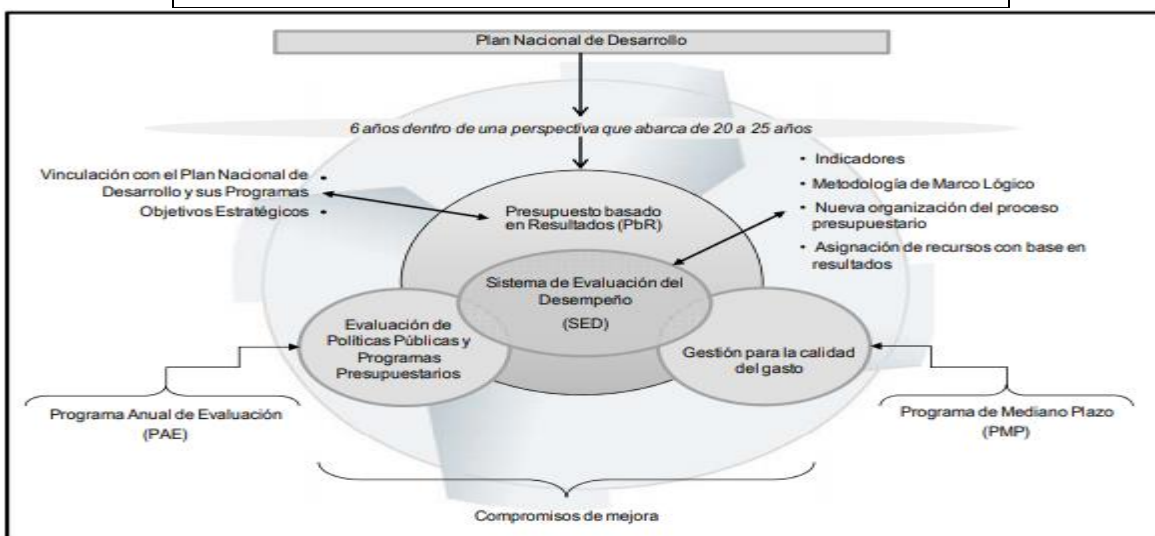 Plan Nacional de Desarrollo
6 años dentro de una perspectiva que abarca de 20 a 25 años
Vinculación con el Plan Nacional de •
Desarrollo y sus Programas
Objetivos Estratégicos •
• Indicadores
• Metodología de Marco Lógico
• Nueva organización del proceso
presupuestario
• Asignación de recursos con base en
resultados
Presupuesto basado
en Resultados (PbR)
Sistema de Evaluación del
Desempeño
(SED)
Evaluación de
Políticas Públicas y
Programas
Presupuestarios
Gestión para la calidad
del gasto
Programa Anual de Evaluación
(PAE)
Programa de Mediano Plazo
(PMP)
Compromisos de mejora